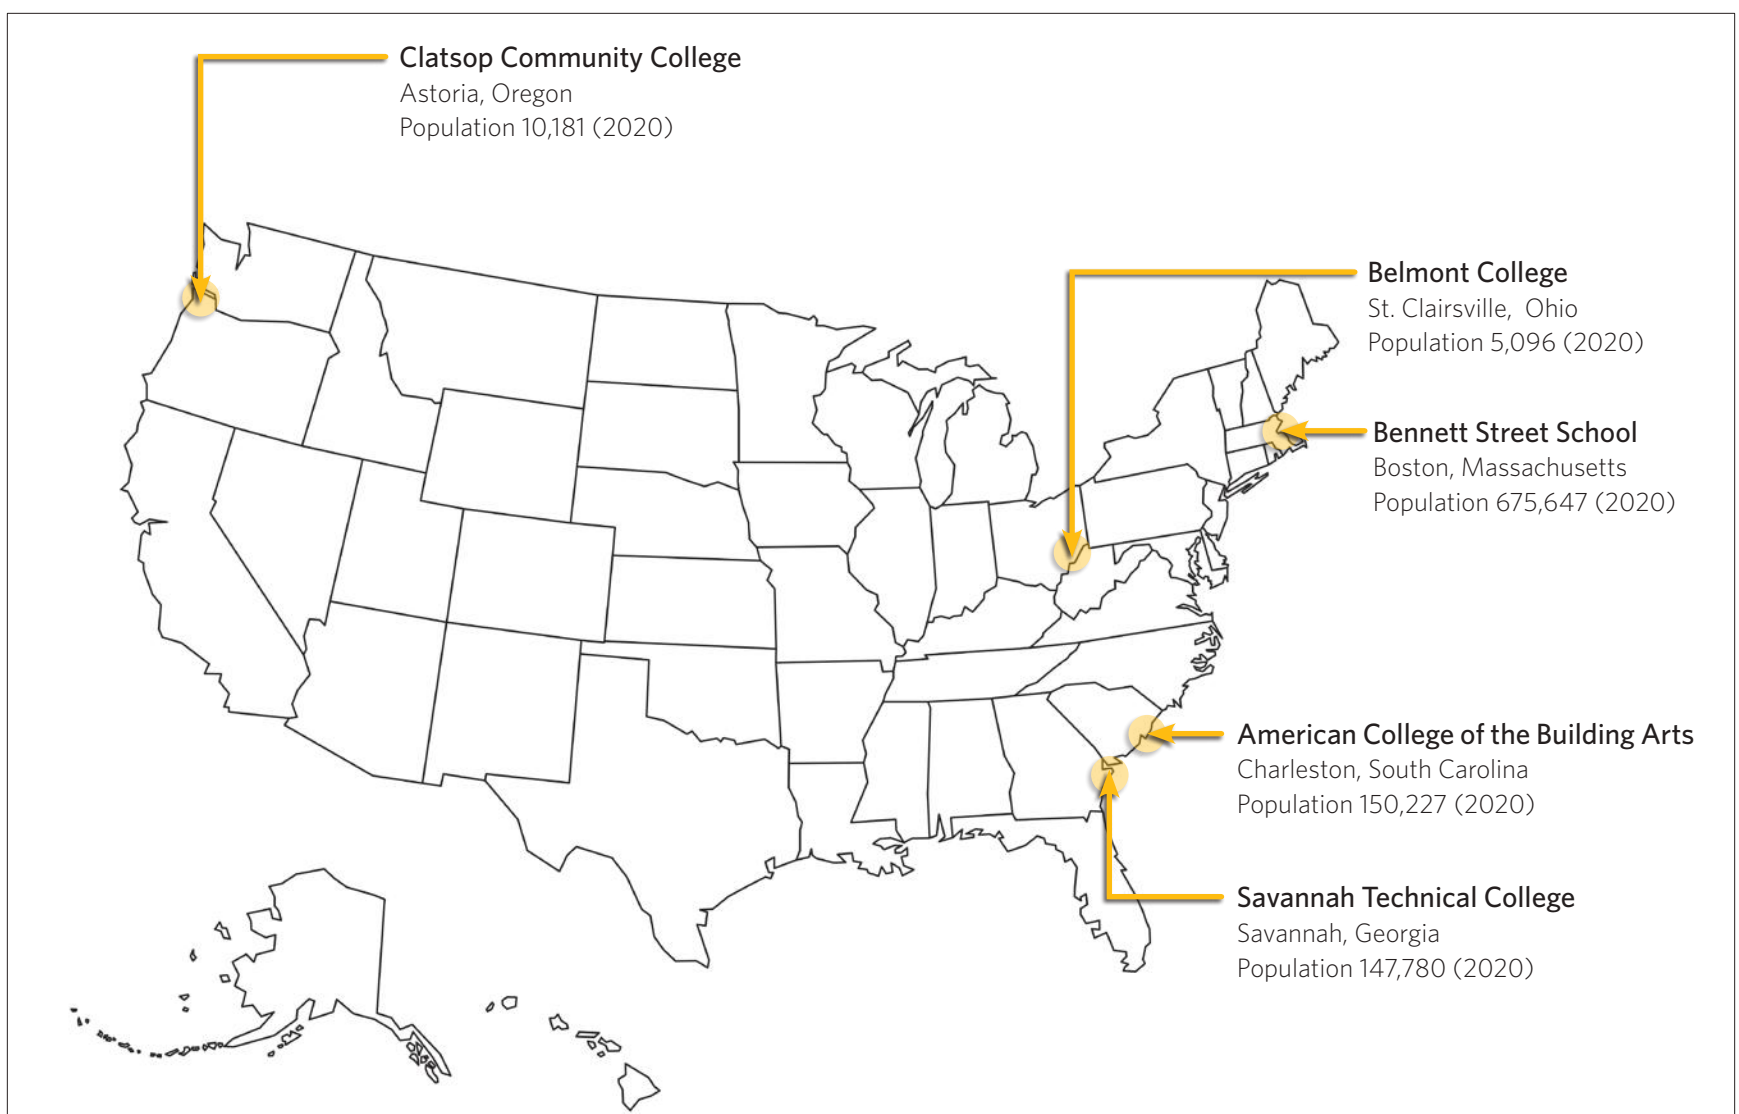 Clatsop Community College
Astoria, Oregon
Population 10,181 (2020)
Belmont College
St. Clairsville, Ohio
Population 5,096 (2020)
Bennett Street School
Boston, Massachusetts
Population 675,647 (2020)
American College of the Building Arts
Charleston, South Carolina
Population 150,227 (2020)
Savannah Technical College
Savannah, Georgia
Population 147,780 (2020)